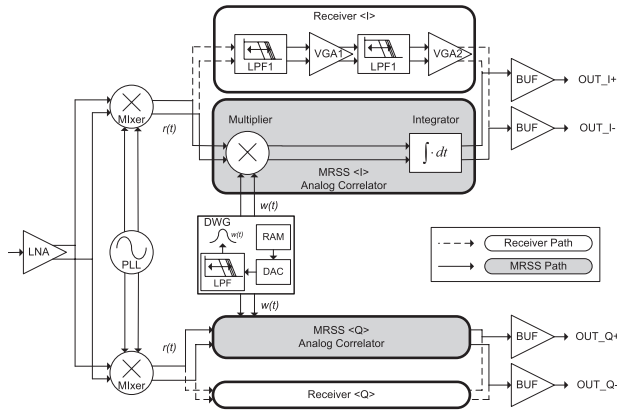 Receiver <I>
LPF1
VGA1
LPF1
VGA2
BUF
OUT_I+
BUF
OUT_I-
MIxer
r(t)
Multiplier
Integrator
∫ · dt
MRSS <I>
Analog Correlator
w(t)
DWG
w(t)
RAM
LPF
DAC
w(t)
LNA
PLL
Receiver Path
MRSS Path
r(t)
MIxer
MRSS <Q>
Analog Correlator
Receiver <Q>
BUF
OUT_Q+
BUF
OUT_Q-